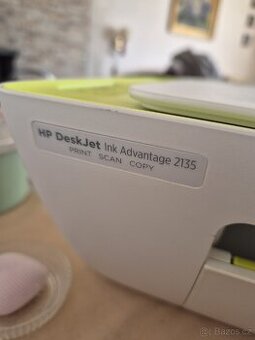 HP DeskJet Ink Advantage 2135
PRINT SCAN COPY
Bazos.cz